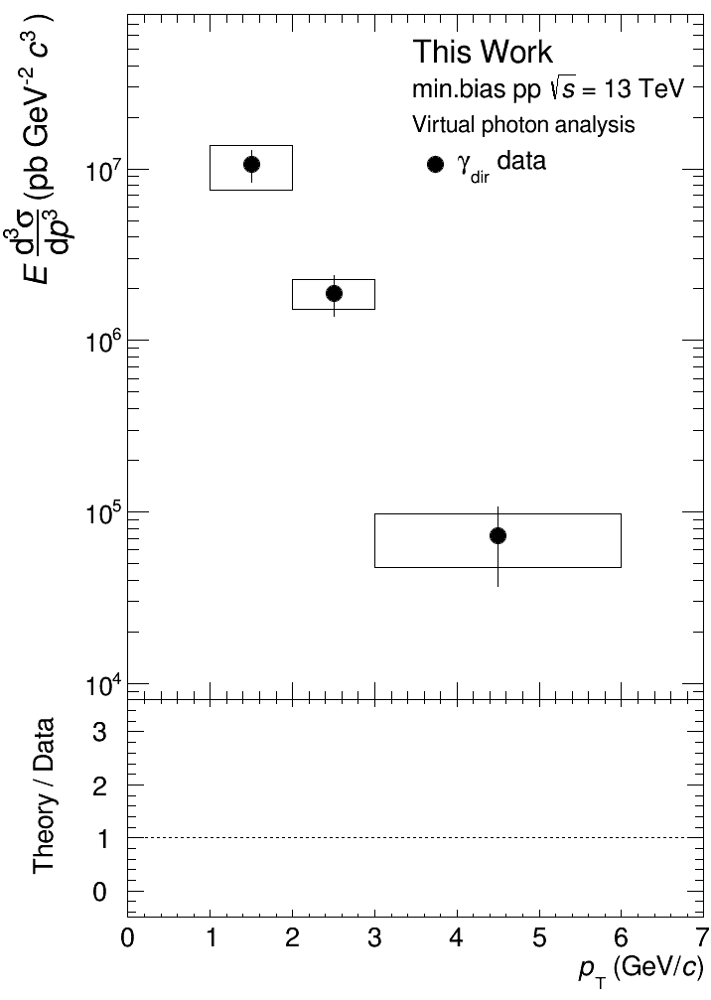 This Work
min.bias pp √s = 13 TeV
Virtual photon analysis
γdir data
E d³σ/dp³ (pb GeV⁻² c³ )
10⁷
10⁶
10⁵
10⁴
Theory / Data
3
2
1
0
0 1 2 3 4 5 6 7
pT (GeV/c)